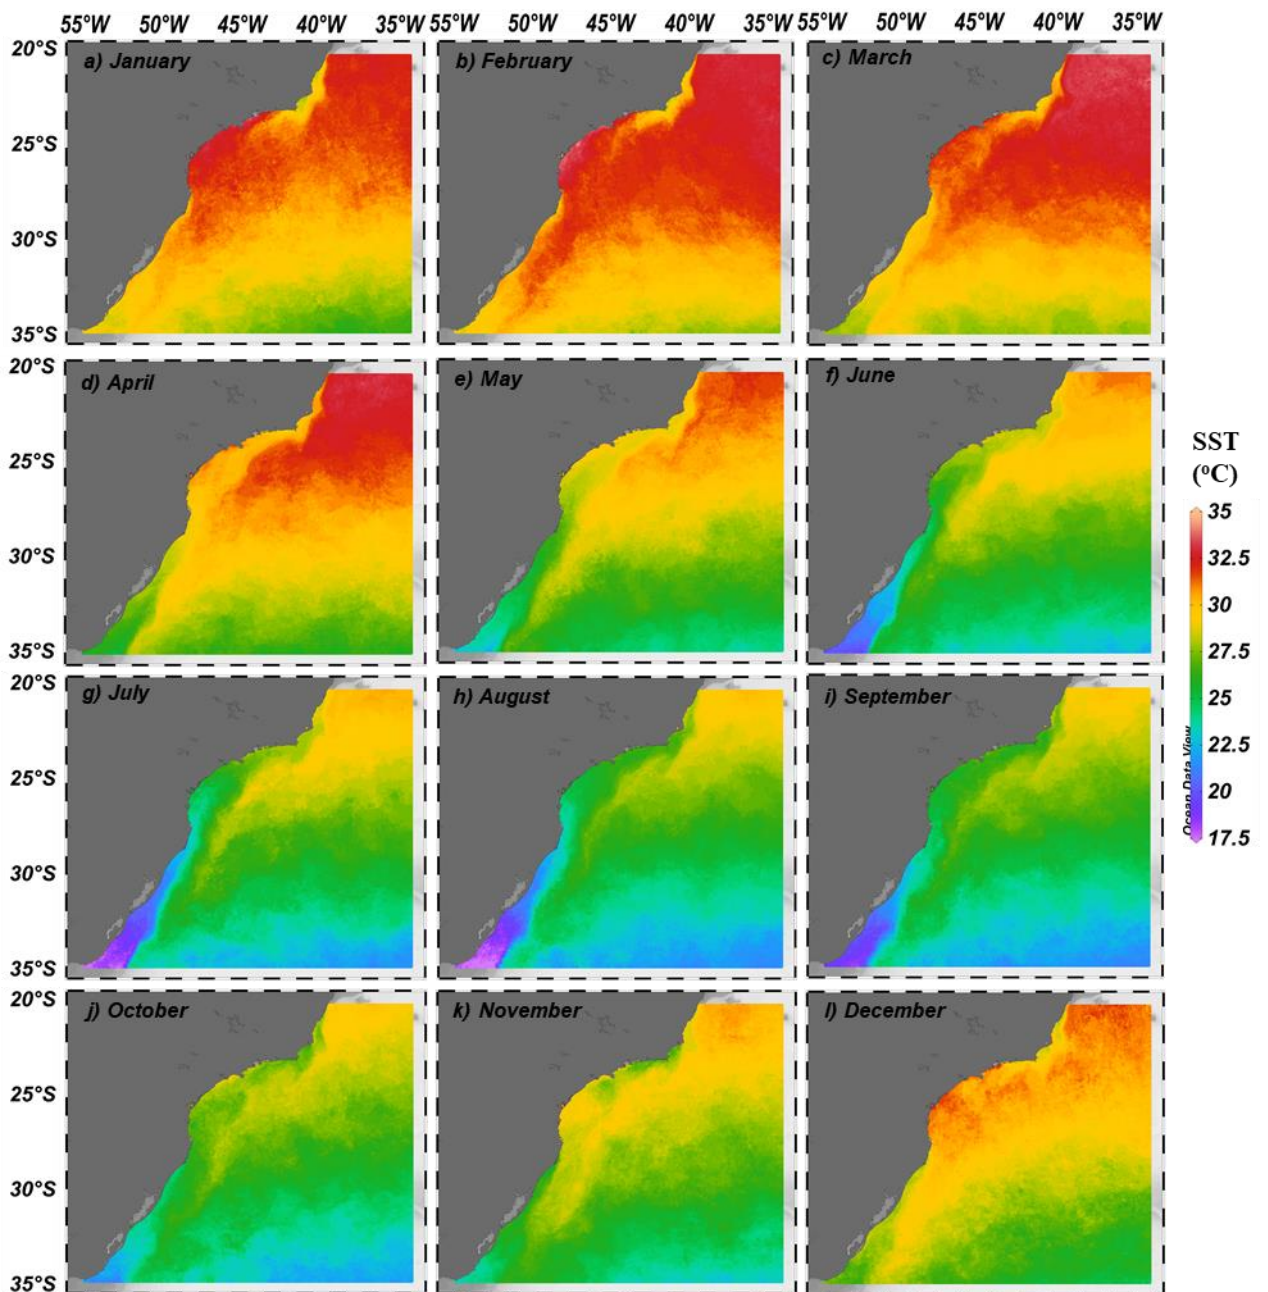 55°W 50°W 45°W 40°W 35°W 55°W 50°W 45°W 40°W 35°W 55°W 50°W 45°W 40°W 35°W
20°S
a) January
b) February
c) March
25°S
30°S
35°S
20°S
d) April
e) May
f) June
25°S
30°S
35°S
SST
(°C)
35
32.5
30
27.5
25
22.5
20
17.5
Ocean Data View
20°S
g) July
h) August
i) September
25°S
30°S
35°S
20°S
j) October
k) November
l) December
25°S
30°S
35°S